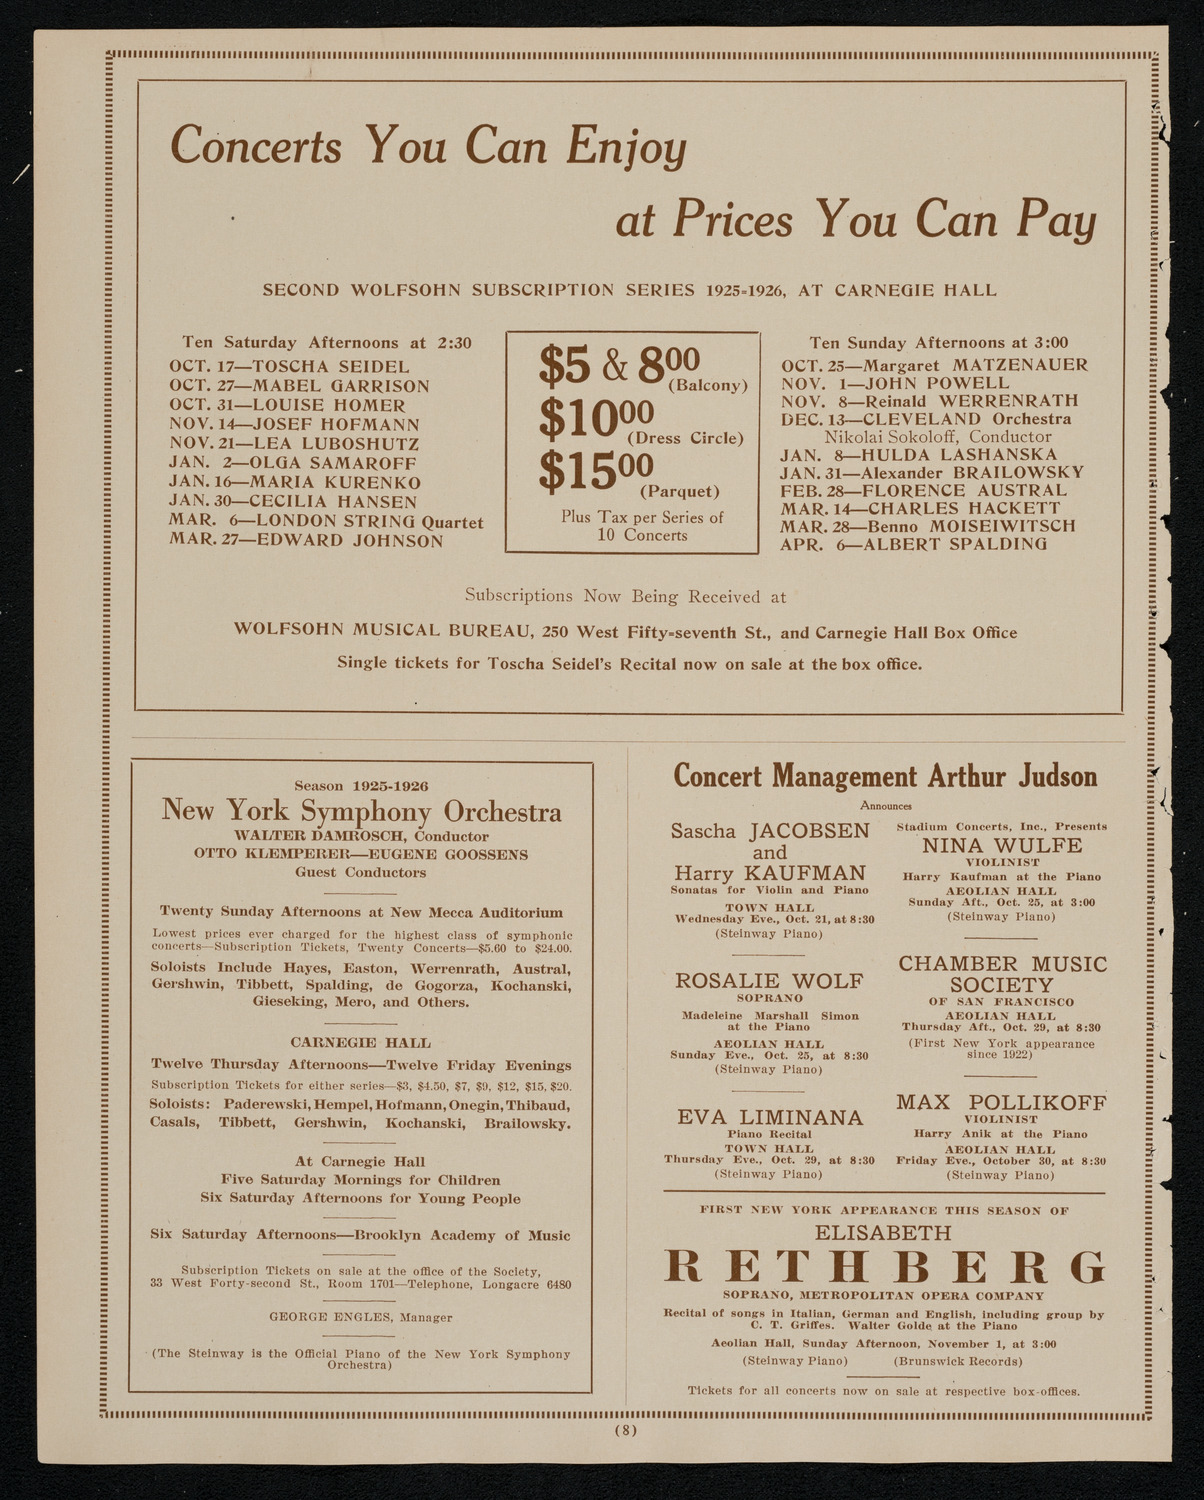 Concerts You Can Enjoy
at Prices You Can Pay
SECOND WOLFSOHN SUBSCRIPTION SERIES 1925=1926, AT CARNEGIE HALL
Ten Saturday Afternoons at 2:30
OCT. 17—TOSCHA SEIDEL
OCT. 27—MABEL GARRISON
OCT. 31—LOUISE HOMER
NOV. 14—JOSEF HOFMANN
NOV. 21—LEA LUBOSHUTZ
JAN. 2—OLGA SAMAROFF
JAN. 16—MARIA KURENKO
JAN. 30—CECILIA HANSEN
MAR. 6—LONDON STRING Quartet
MAR. 27—EDWARD JOHNSON
$5 & 8.00
(Balcony)
$10.00
(Dress Circle)
$15.00
(Parquet)
Plus Tax per Series of
10 Concerts
Ten Sunday Afternoons at 3:00
OCT. 25—Margaret MATZENAUER
NOV. 1—JOHN POWELL
NOV. 8—Reinald WERRENRATH
DEC. 13—CLEVELAND Orchestra
Nikolai Sokoloff, Conductor
JAN. 8—HULDA LASHANSKA
JAN. 31—Alexander BRAILOWSKY
FEB. 28—FLORENCE AUSTRAL
MAR. 14—CHARLES HACKETT
MAR. 28—Benno MOISEIWITSCH
APR. 6—ALBERT SPALDING
Subscriptions Now Being Received at
WOLFSOHN MUSICAL BUREAU, 250 West Fifty=seventh St., and Carnegie Hall Box Office
Single tickets for Toscha Seidel's Recital now on sale at the box office.
Season 1925-1926
New York Symphony Orchestra
WALTER DAMROSCH, Conductor
OTTO KLEMPERER—EUGENE GOOSSENS
Guest Conductors
Twenty Sunday Afternoons at New Mecca Auditorium
Lowest prices ever charged for the highest class of symphonic
concerts—Subscription Tickets, Twenty Concerts—$5.60 to $24.00.
Soloists Include Hayes, Easton, Werrenrath, Austral,
Gershwin, Tibbett, Spalding, de Gogorza, Kochanski,
Gieseking, Mero, and Others.
CARNEGIE HALL
Twelve Thursday Afternoons—Twelve Friday Evenings
Subscription Tickets for either series—$3, $4.50, $7, $9, $12, $15, $20.
Soloists: Paderewski, Hempel, Hofmann, Onegin, Thibaud,
Casals, Tibbett, Gershwin, Kochanski, Brailowsky.
At Carnegie Hall
Five Saturday Mornings for Children
Six Saturday Afternoons for Young People
Six Saturday Afternoons—Brooklyn Academy of Music
Subscription Tickets on sale at the office of the Society,
33 West Forty-second St., Room 1701—Telephone, Longacre 6480
GEORGE ENGLES, Manager
(The Steinway is the Official Piano of the New York Symphony
Orchestra)
Concert Management Arthur Judson
Announces
Sascha JACOBSEN
and
Harry KAUFMAN
Sonatas for Violin and Piano
TOWN HALL
Wednesday Eve., Oct. 21, at 8:30
(Steinway Piano)
ROSALIE WOLF
SOPRANO
Madeleine Marshall Simon
at the Piano
AEOLIAN HALL
Sunday Eve., Oct. 25, at 8:30
(Steinway Piano)
EVA LIMINANA
Piano Recital
TOWN HALL
Thursday Eve., Oct. 29, at 8:30
(Steinway Piano)
Stadium Concerts, Inc., Presents
NINA WULFE
VIOLINIST
Harry Kaufman at the Piano
AEOLIAN HALL
Sunday Aft., Oct. 25, at 3:00
(Steinway Piano)
CHAMBER MUSIC
SOCIETY
OF SAN FRANCISCO
AEOLIAN HALL
Thursday Aft., Oct. 29, at 8:30
(First New York appearance
since 1922)
MAX POLLIKOFF
VIOLINIST
Harry Anik at the Piano
AEOLIAN HALL
Friday Eve., October 30, at 8:30
(Steinway Piano)
FIRST NEW YORK APPEARANCE THIS SEASON OF
ELISABETH
RETHBERG
SOPRANO, METROPOLITAN OPERA COMPANY
Recital of songs in Italian, German and English, including group by
C. T. Griffes. Walter Golde at the Piano
Aeolian Hall, Sunday Afternoon, November 1, at 3:00
(Steinway Piano) (Brunswick Records)
Tickets for all concerts now on sale at respective box-offices.
(8)